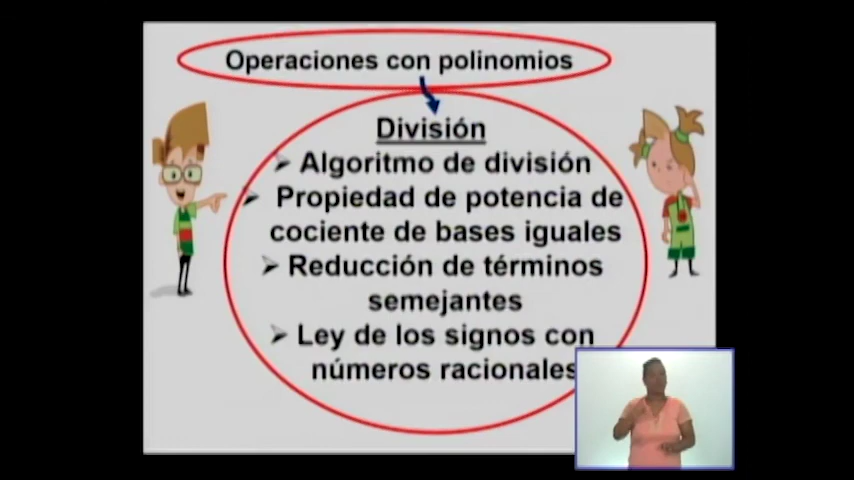 Operaciones con polinomios
División
➢ Algoritmo de división
➢ Propiedad de potencia de
cociente de bases iguales
➢ Reducción de términos
semejantes
➢ Ley de los signos con
números racionales